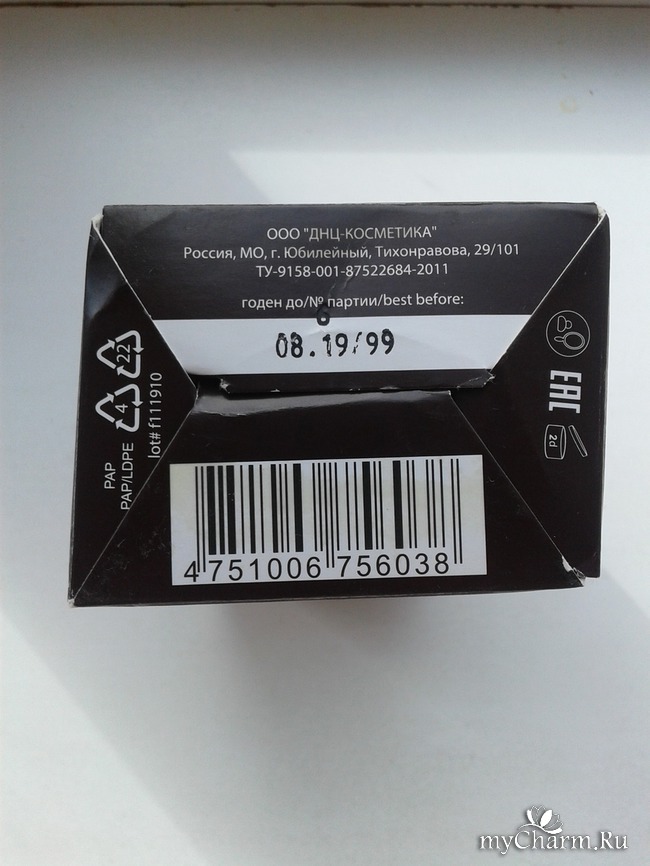 ООО "ДНЦ-КОСМЕТИКА"
Россия, МО, г. Юбилейный, Тихонравова, 29/101
ТУ-9158-001-87522684-2011
годен до/№ партии/best before:
6
08.19/99
22
4
PAP
PAP/LDPE
lot# f111910
EAC
2d
4 751006 756038
myCharm.Ru